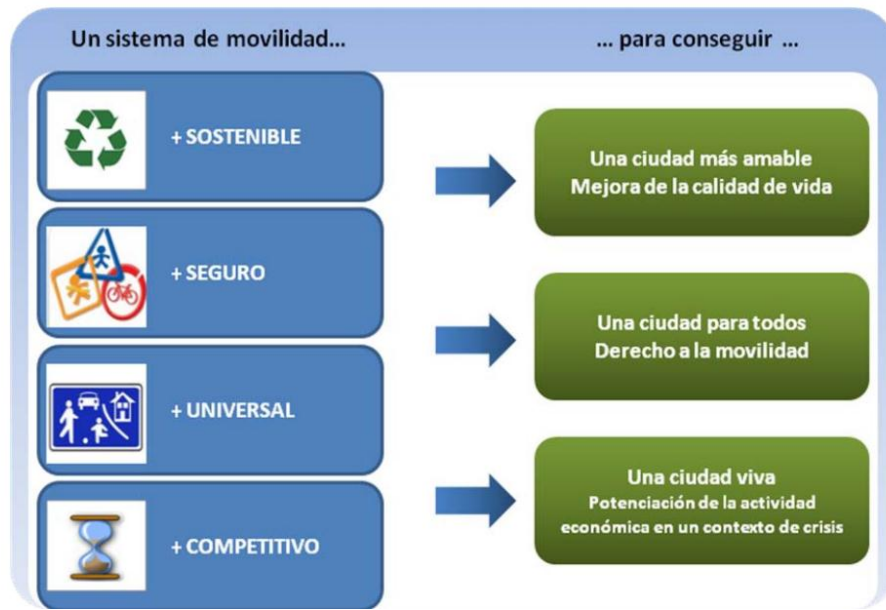 Un sistema de movilidad...
+ SOSTENIBLE
+ SEGURO
+ UNIVERSAL
+ COMPETITIVO
... para conseguir ...
Una ciudad más amable
Mejora de la calidad de vida
Una ciudad para todos
Derecho a la movilidad
Una ciudad viva
Potenciación de la actividad
económica en un contexto de crisis